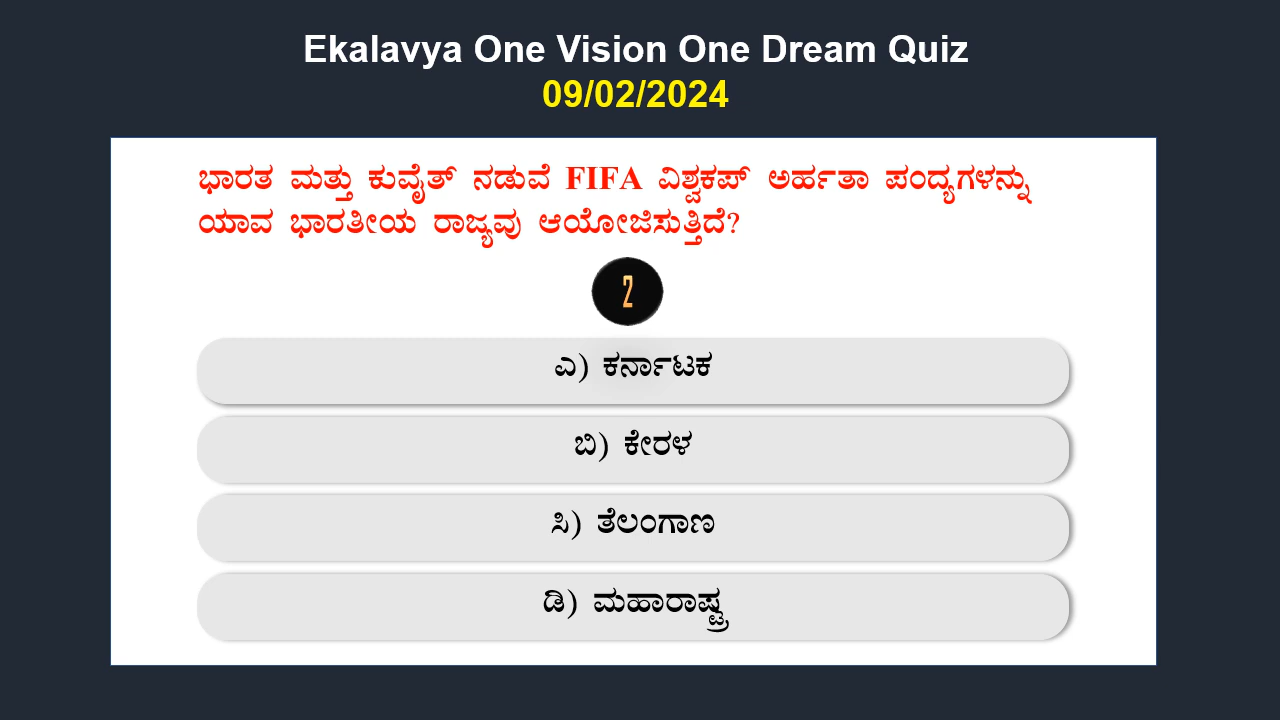 Ekalavya One Vision One Dream Quiz
09/02/2024
ಭಾರತ ಮತ್ತು ಕುವೈತ್ ನಡುವೆ FIFA ವಿಶ್ವಕಪ್ ಅರ್ಹತಾ ಪಂದ್ಯಗಳನ್ನು
ಯಾವ ಭಾರತೀಯ ರಾಜ್ಯವು ಆಯೋಜಿಸುತ್ತಿದೆ?
2
ಎ) ಕರ್ನಾಟಕ
ಬಿ) ಕೇರಳ
ಸಿ) ತೆಲಂಗಾಣ
ಡಿ) ಮಹಾರಾಷ್ಟ್ರ